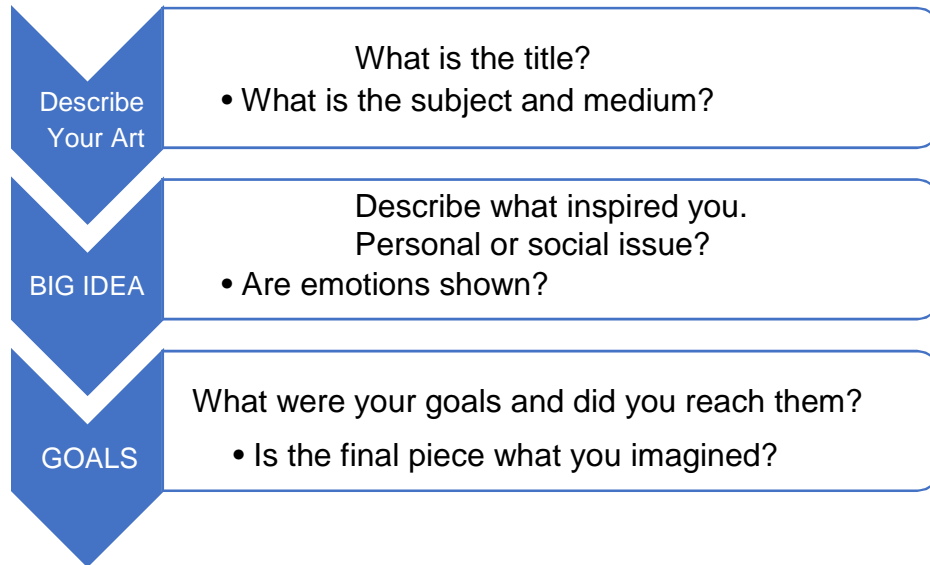 Describe
Your Art
What is the title?
• What is the subject and medium?
BIG IDEA
Describe what inspired you.
Personal or social issue?
• Are emotions shown?
GOALS
What were your goals and did you reach them?
• Is the final piece what you imagined?